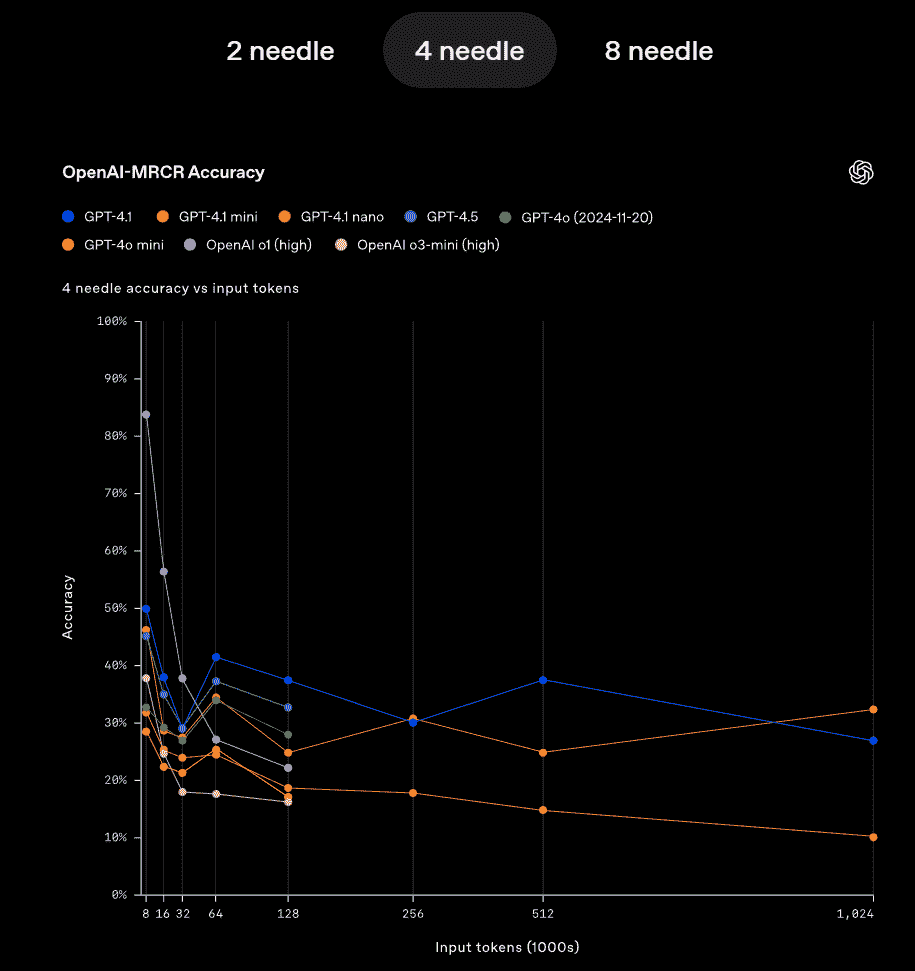 2 needle 4 needle 8 needle
OpenAI-MRCR Accuracy
GPT-4.1 GPT-4.1 mini GPT-4.1 nano GPT-4.5 GPT-4o (2024-11-20)
GPT-4o mini OpenAI o1 (high) OpenAI o3-mini (high)
4 needle accuracy vs input tokens
100%
90%
80%
70%
60%
50%
40%
30%
20%
10%
0%
Accuracy
8 16 32 64 128 256 512 1,024
Input tokens (1000s)